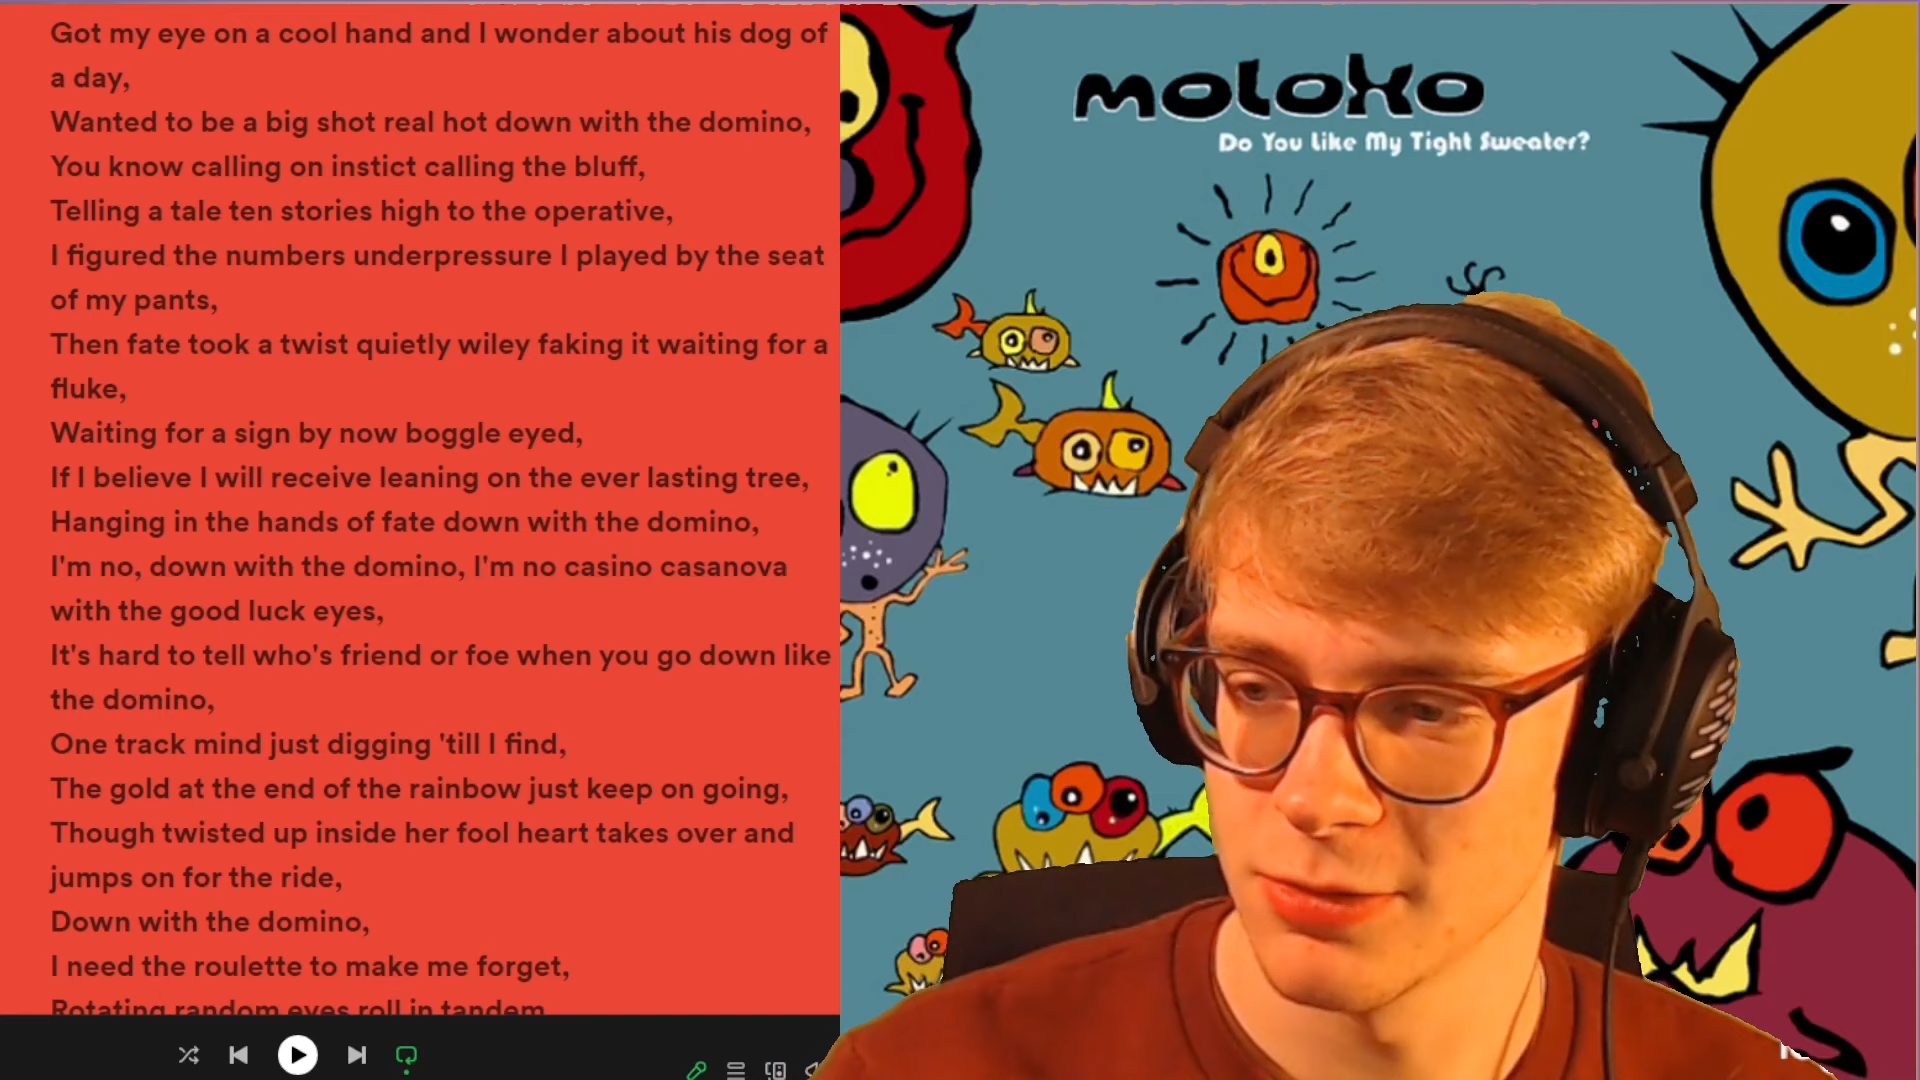 Got my eye on a cool hand and I wonder about his dog of
a day,
Wanted to be a big shot real hot down with the domino,
You know calling on instict calling the bluff,
Telling a tale ten stories high to the operative,
I figured the numbers underpressure I played by the seat
of my pants,
Then fate took a twist quietly wiley faking it waiting for a
fluke,
Waiting for a sign by now boggle eyed,
If I believe I will receive leaning on the ever lasting tree,
Hanging in the hands of fate down with the domino,
I'm no, down with the domino, I'm no casino casanova
with the good luck eyes,
It's hard to tell who's friend or foe when you go down like
the domino,
One track mind just digging 'till I find,
The gold at the end of the rainbow just keep on going,
Though twisted up inside her fool heart takes over and
jumps on for the ride,
Down with the domino,
I need the roulette to make me forget,
Rotating random eyes roll in tandem
moloko
Do You Like My Tight Sweater?